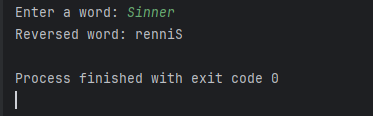 Enter a word: Sinner
Reversed word: renniS
Process finished with exit code 0